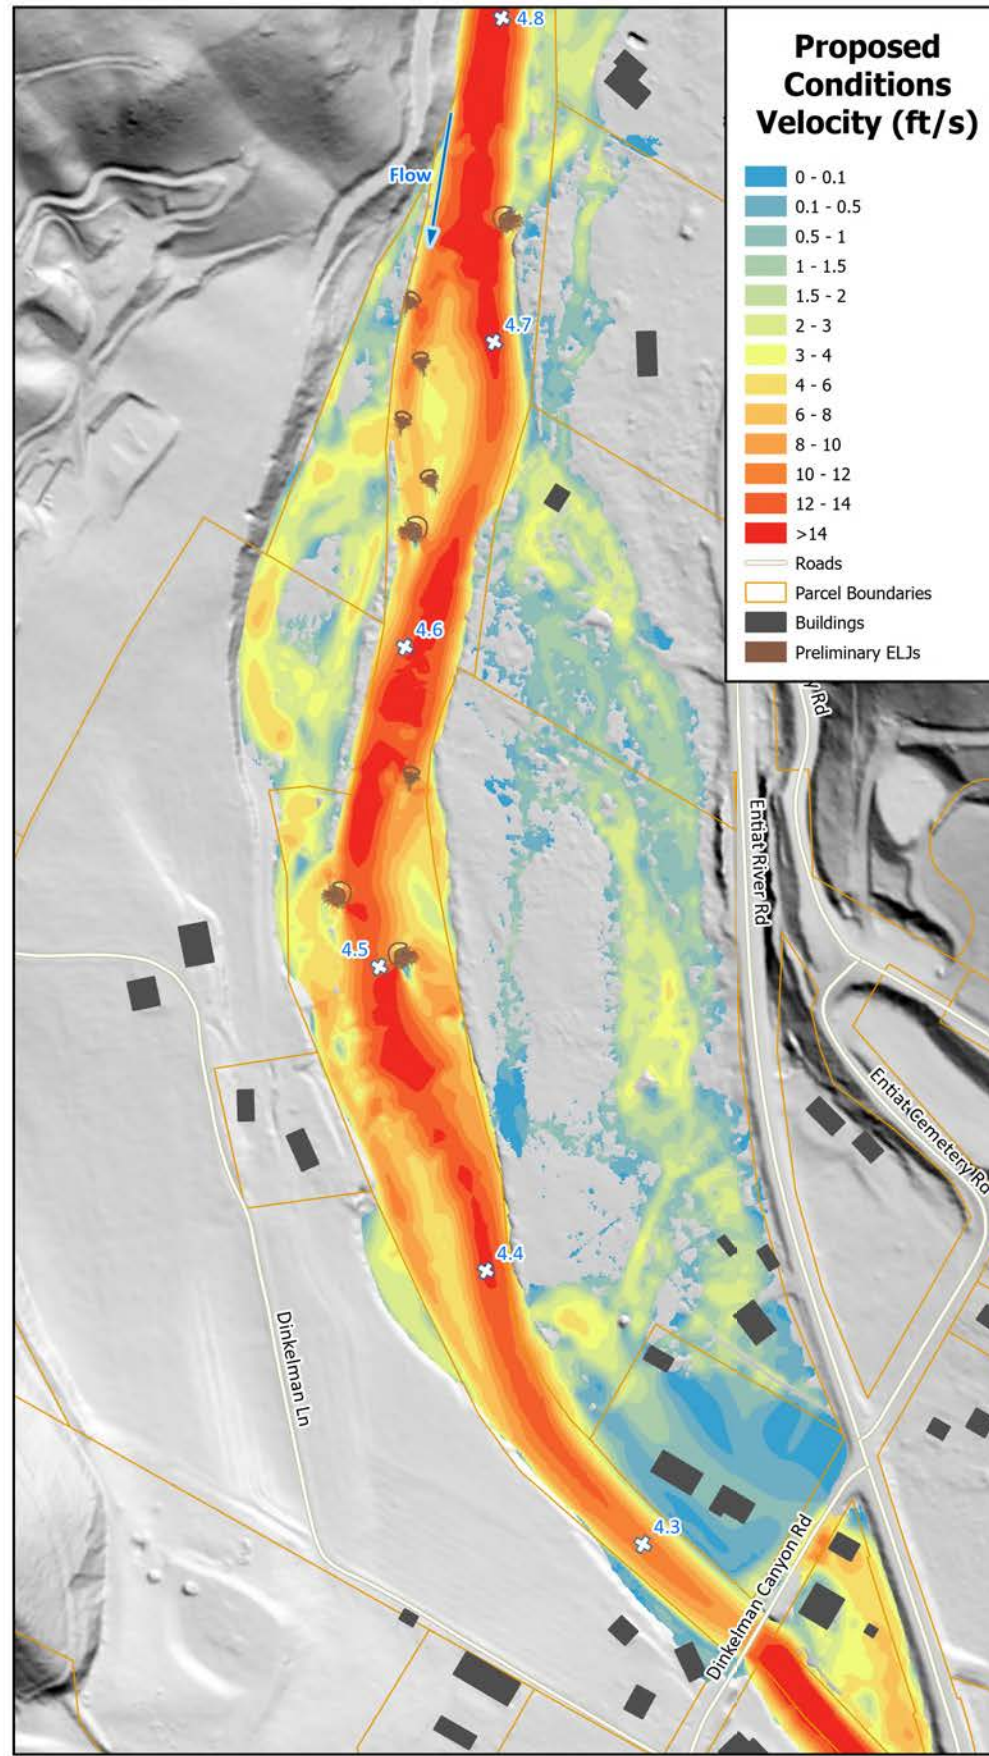 4.8
Proposed
Conditions
Velocity (ft/s)
Flow
0 - 0.1
0.1 - 0.5
0.5 - 1
1 - 1.5
1.5 - 2
2 - 3
3 - 4
4 - 6
6 - 8
8 - 10
10 - 12
12 - 14
>14
Roads
Parcel Boundaries
Buildings
Preliminary ELJs
4.7
4.6
y Rd
Entiat River Rd
4.5
Entiat Cemetery Rd
4.4
Dinkelman Ln
4.3
Dinkelman Canyon Rd